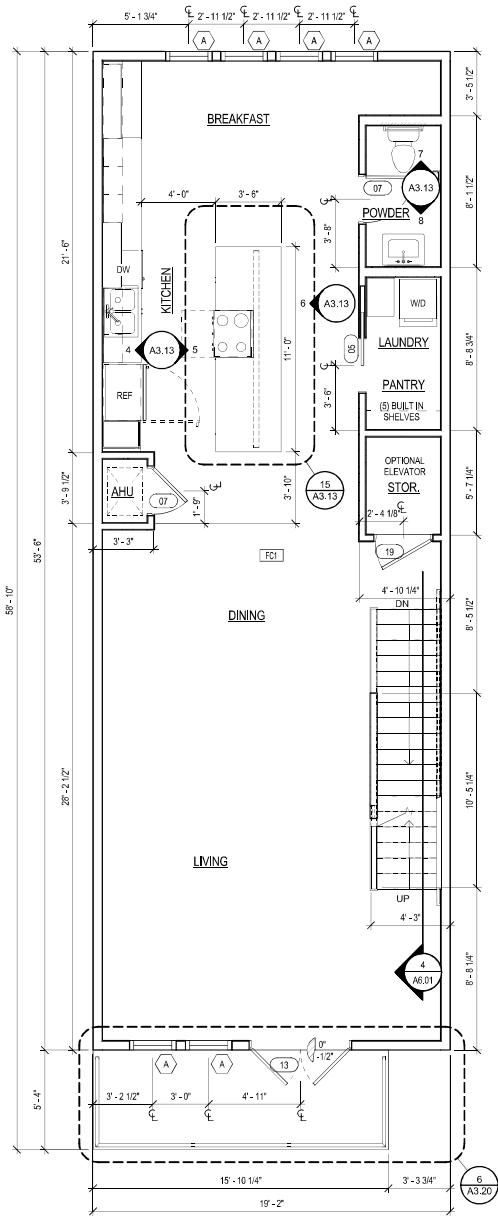 5' - 1 3/4"
℄
2' - 11 1/2"
℄
2' - 11 1/2"
℄
2' - 11 1/2"
℄
A
A
A
A
3' - 5 1/2"
BREAKFAST
7
07
A3.13
8
POWDER
8' - 1 1/2"
4' - 0"
3' - 6"
℄
3' - 8"
21' - 6"
DW
KITCHEN
6
A3.13
W/D
LAUNDRY
05
4
A3.13
5
11' - 0"
8' - 8 3/4"
℄
3' - 6"
PANTRY
(5) BUILT IN
SHELVES
REF
OPTIONAL
ELEVATOR
STOR.
5' - 7 1/4"
15
A3.13
3' - 10"
AHU
07
℄
1' - 9"
3' - 9 1/2"
2' - 4 1/8"
℄
3' - 3"
FC1
19
4' - 10 1/4"
DN
53' - 6"
58' - 10"
DINING
8' - 5 1/2"
28' - 2 1/2"
10' - 5 1/4"
LIVING
UP
4' - 3"
4
A6.01
8' - 8 1/4"
A
A
13
0"
-1/2"
3' - 2 1/2"
℄
3' - 0"
℄
4' - 11"
℄
5' - 4"
15' - 10 1/4"
3' - 3 3/4"
6
A3.20
19' - 2"